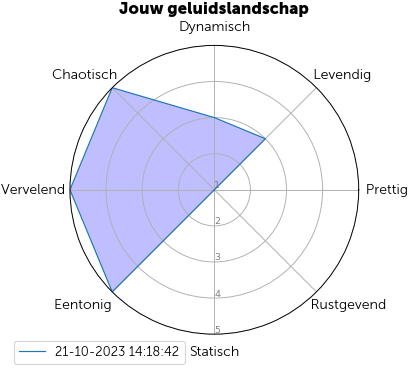 Jouw geluidslandschap
Dynamisch
Chaotisch
Levendig
Vervelend
1
Prettig
2
3
4
5
Eentonig
Rustgevend
21-10-2023 14:18:42
Statisch